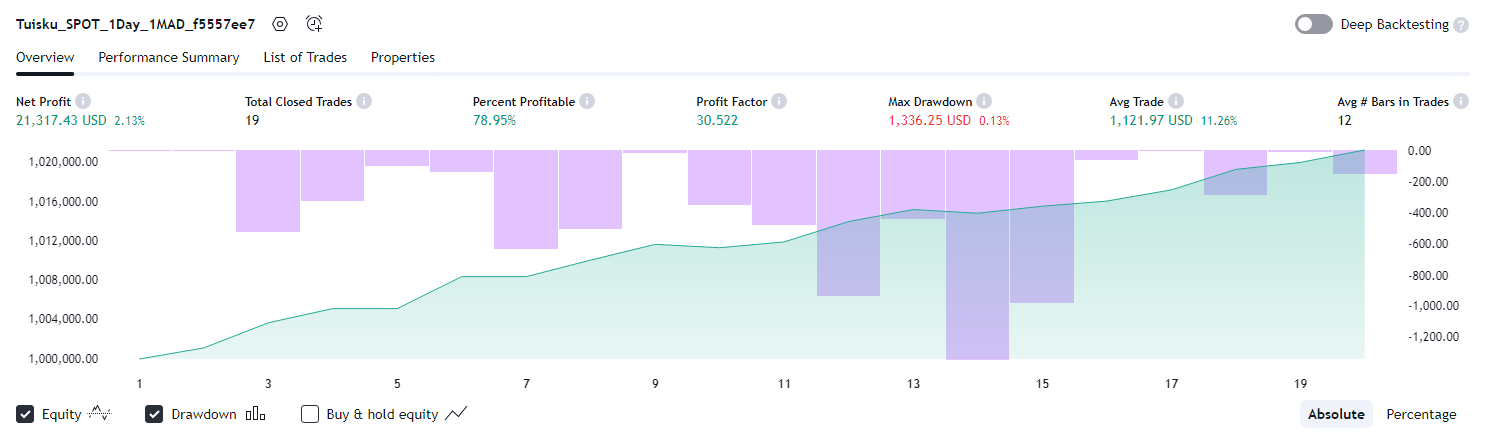 Tuisku_SPOT_1Day_1MAD_f5557ee7
Deep Backtesting ?
Overview Performance Summary List of Trades Properties
Net Profit Total Closed Trades Percent Profitable Profit Factor Max Drawdown Avg Trade Avg # Bars in Trades
21,317.43 USD 2.13% 19 78.95% 30.522 1,336.25 USD 0.13% 1,121.97 USD 11.26% 12
1,020,000.00
1,016,000.00
1,012,000.00
1,008,000.00
1,004,000.00
1,000,000.00
0.00
-200.00
-400.00
-600.00
-800.00
-1,000.00
-1,200.00
1 3 5 7 9 11 13 15 17 19
Equity Drawdown Buy & hold equity Absolute Percentage